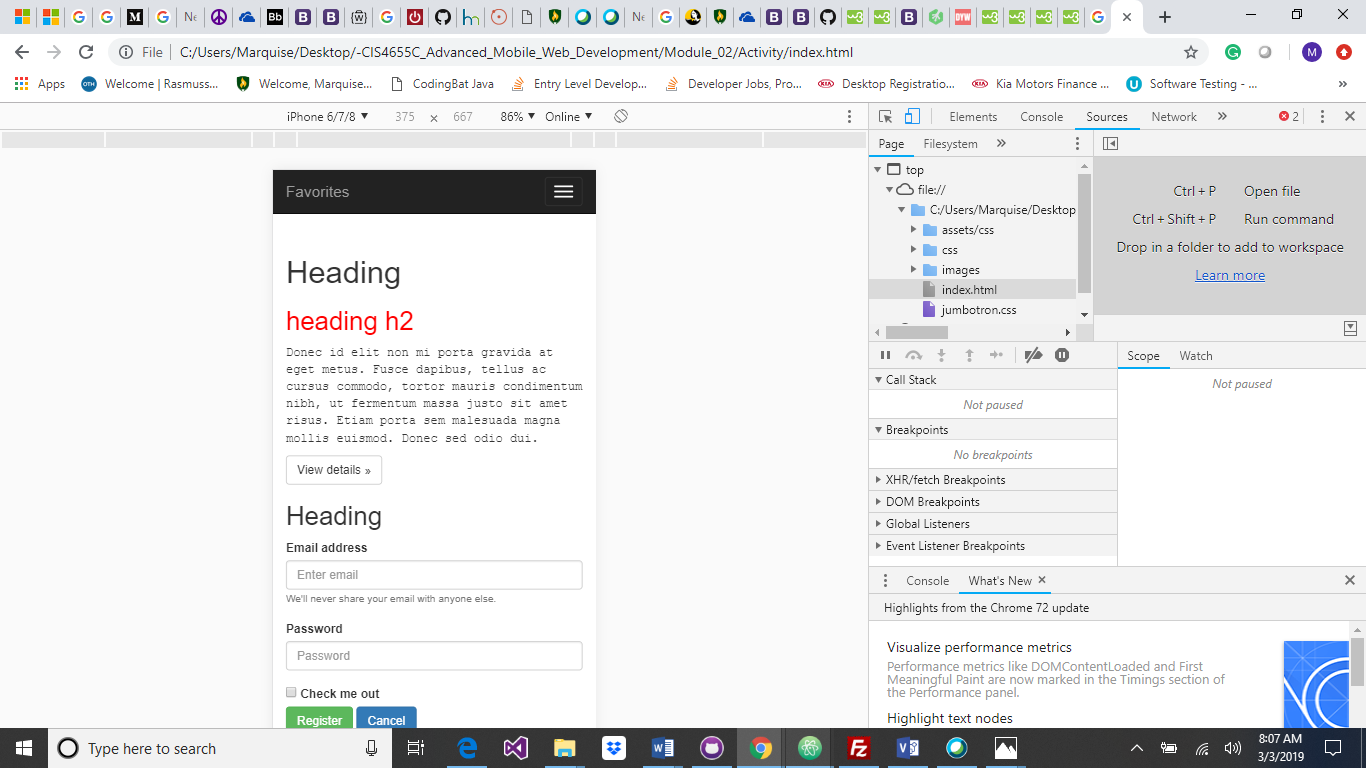 Ne
Bb
Ne
DYW
File
C:/Users/Marquise/Desktop/-CIS4655C_Advanced_Mobile_Web_Development/Module_02/Activity/index.html
M
Apps OTH Welcome | Rasmuss... Welcome, Marquise... CodingBat Java Entry Level Develop... Developer Jobs, Pro... KIA Desktop Registratio... KIA Kia Motors Finance ... U Software Testing - ... »
iPhone 6/7/8 ▼ 375 × 667 86% ▼ Online ▼
Elements Console Sources Network » 2
Page Filesystem »
top
file://
C:/Users/Marquise/Desktop
assets/css
css
images
index.html
jumbotron.css
Ctrl + P Open file
Ctrl + Shift + P Run command
Drop in a folder to add to workspace
Learn more
Favorites
Heading
heading h2
Donec id elit non mi porta gravida at
eget metus. Fusce dapibus, tellus ac
cursus commodo, tortor mauris condimentum
nibh, ut fermentum massa justo sit amet
risus. Etiam porta sem malesuada magna
mollis euismod. Donec sed odio dui.
View details »
Heading
Email address
Enter email
We'll never share your email with anyone else.
Password
Password
Check me out
Register Cancel
Call Stack
Not paused
Breakpoints
No breakpoints
XHR/fetch Breakpoints
DOM Breakpoints
Global Listeners
Event Listener Breakpoints
Scope Watch
Not paused
Console What's New
Highlights from the Chrome 72 update
Visualize performance metrics
Performance metrics like DOMContentLoaded and First
Meaningful Paint are now marked in the Timings section of
the Performance panel.
Highlight text nodes
Type here to search
8:07 AM
3/3/2019